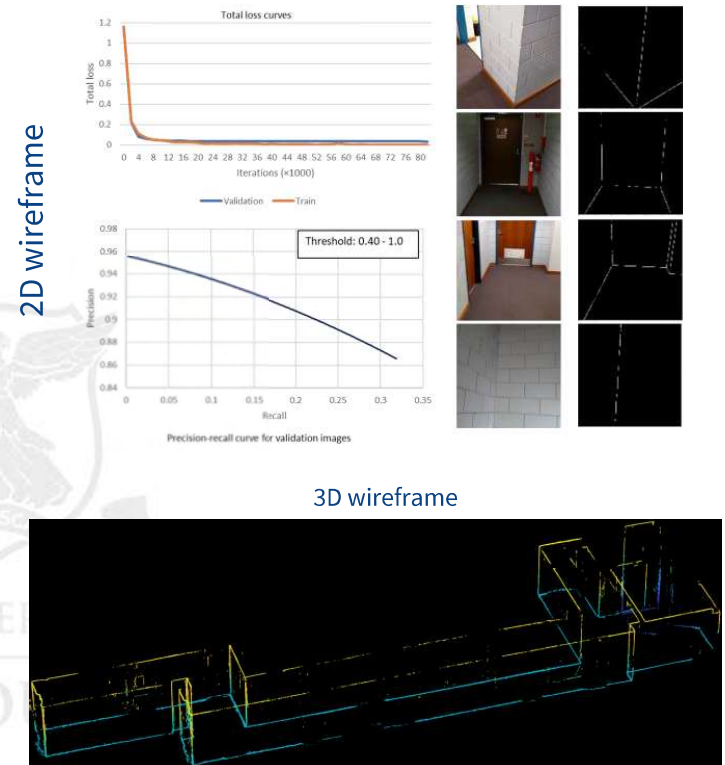 2D wireframe
Total loss curves
1.2
1
0.8
0.6
0.4
0.2
0
Total loss
0 4 8 12 16 20 24 28 32 36 40 44 48 52 56 60 64 68 72 76 80
Iterations (×1000)
Validation Train
0.98
0.96
0.94
0.92
0.9
0.88
0.86
0.84
Precision
Threshold: 0.40 - 1.0
0 0.05 0.1 0.15 0.2 0.25 0.3 0.35
Recall
Precision-recall curve for validation images
3D wireframe